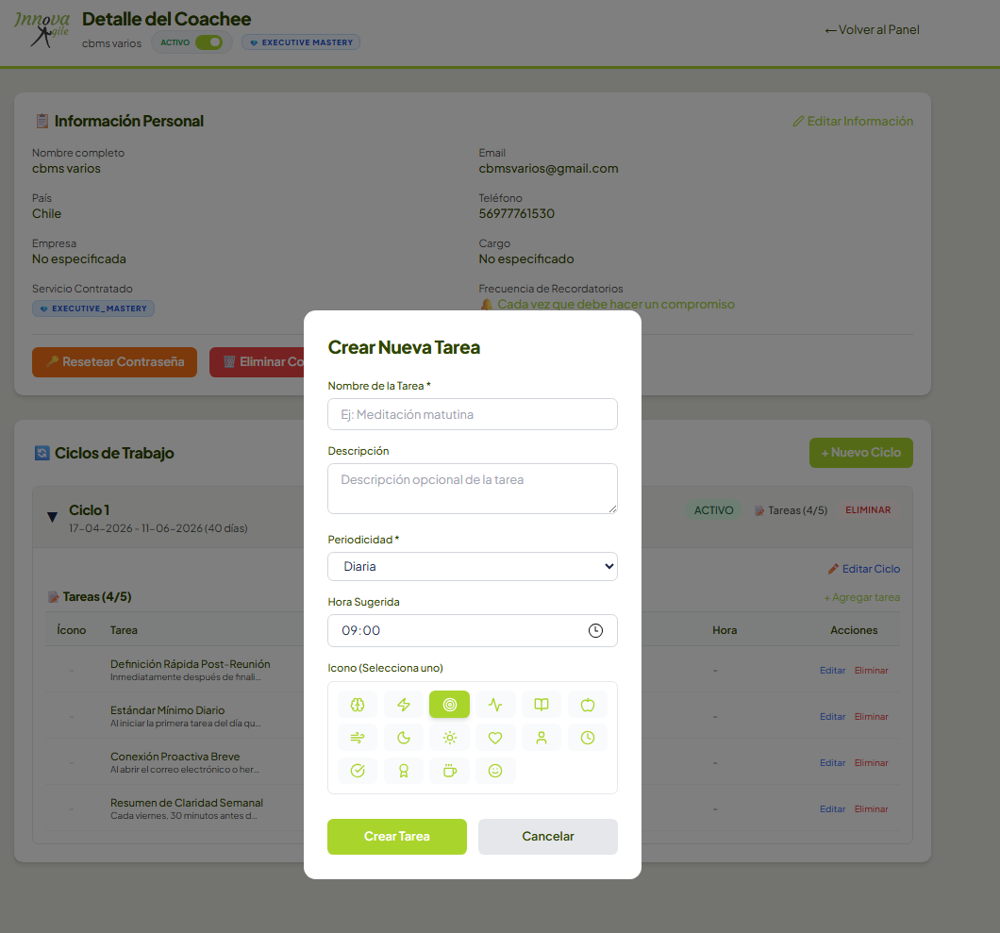 Innova
gile
Detalle del Coachee
cbms varios ACTIVO EXECUTIVE MASTERY
← Volver al Panel
Información Personal
Editar Información
Nombre completo
cbms varios
Email
cbmsvarios@gmail.com
País
Chile
Teléfono
56977761530
Empresa
No especificada
Cargo
No especificado
Servicio Contratado
EXECUTIVE_MASTERY
Frecuencia de Recordatorios
Cada vez que debe hacer un compromiso
Resetear Contraseña
Eliminar Co
Ciclos de Trabajo
+ Nuevo Ciclo
Ciclo 1
17-04-2026 - 11-06-2026 (40 días)
ACTIVO Tareas (4/5) ELIMINAR
Editar Ciclo
Tareas (4/5)
+ Agregar tarea
Ícono Tarea Hora Acciones
- Definición Rápida Post-Reunión - Editar Eliminar
Inmediatamente después de finali...
- Estándar Mínimo Diario - Editar Eliminar
Al iniciar la primera tarea del día qu...
- Conexión Proactiva Breve - Editar Eliminar
Al abrir el correo electrónico o her...
- Resumen de Claridad Semanal - Editar Eliminar
Cada viernes, 30 minutos antes d...
Crear Nueva Tarea
Nombre de la Tarea *
Ej: Meditación matutina
Descripción
Descripción opcional de la tarea
Periodicidad *
Diaria
Hora Sugerida
09:00
Icono (Selecciona uno)
Crear Tarea
Cancelar